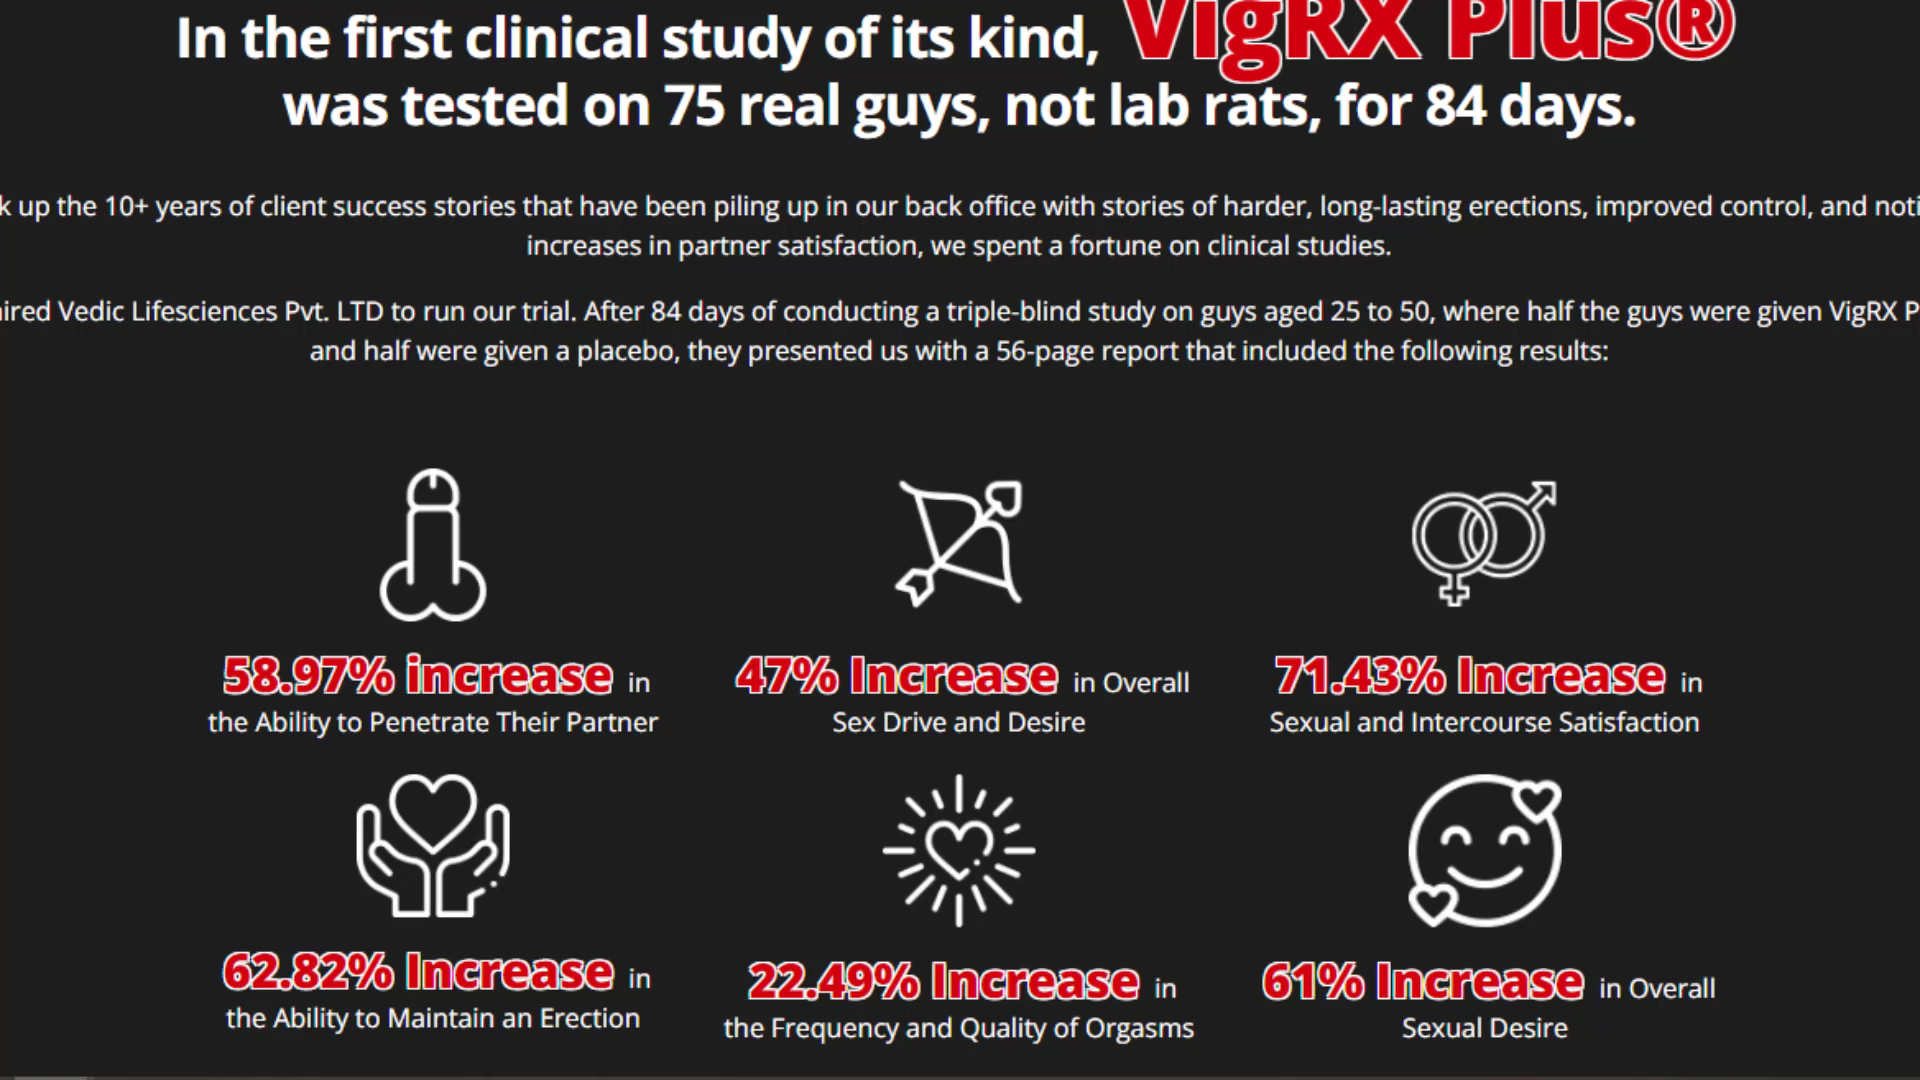 In the first clinical study of its kind, VigRX Plus®
was tested on 75 real guys, not lab rats, for 84 days.
up the 10+ years of client success stories that have been piling up in our back office with stories of harder, long-lasting erections, improved control, and
increases in partner satisfaction, we spent a fortune on clinical studies.
Vedic Lifesciences Pvt. LTD to run our trial. After 84 days of conducting a triple-blind study on guys aged 25 to 50, where half the guys were given VigRX
and half were given a placebo, they presented us with a 56-page report that included the following results:
58.97% increase in
the Ability to Penetrate Their Partner
47% Increase in Overall
Sex Drive and Desire
71.43% Increase in
Sexual and Intercourse Satisfaction
62.82% Increase in
the Ability to Maintain an Erection
22.49% Increase in
the Frequency and Quality of Orgasms
61% Increase in Overall
Sexual Desire